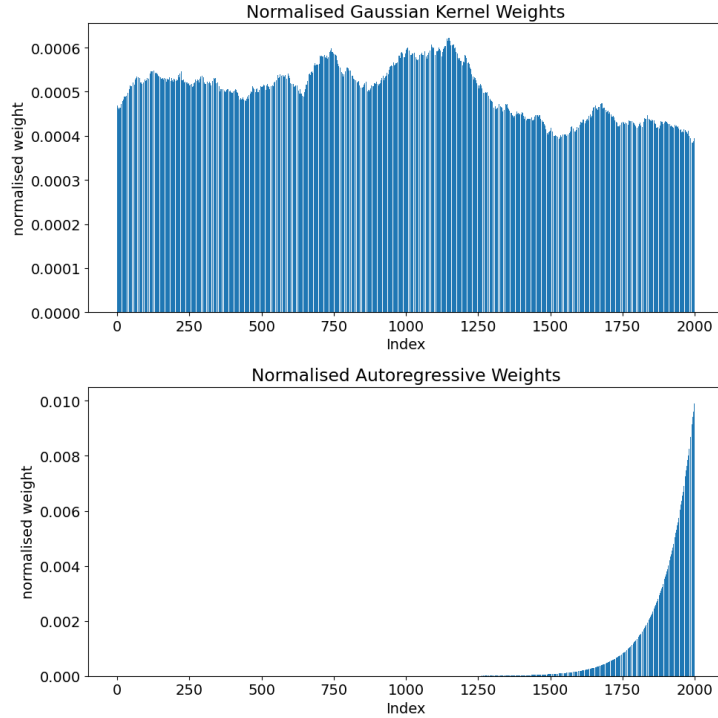 Normalised Gaussian Kernel Weights
normalised weight
0.0006
0.0005
0.0004
0.0003
0.0002
0.0001
0.0000
0 250 500 750 1000 1250 1500 1750 2000
Index
Normalised Autoregressive Weights
normalised weight
0.010
0.008
0.006
0.004
0.002
0.000
0 250 500 750 1000 1250 1500 1750 2000
Index